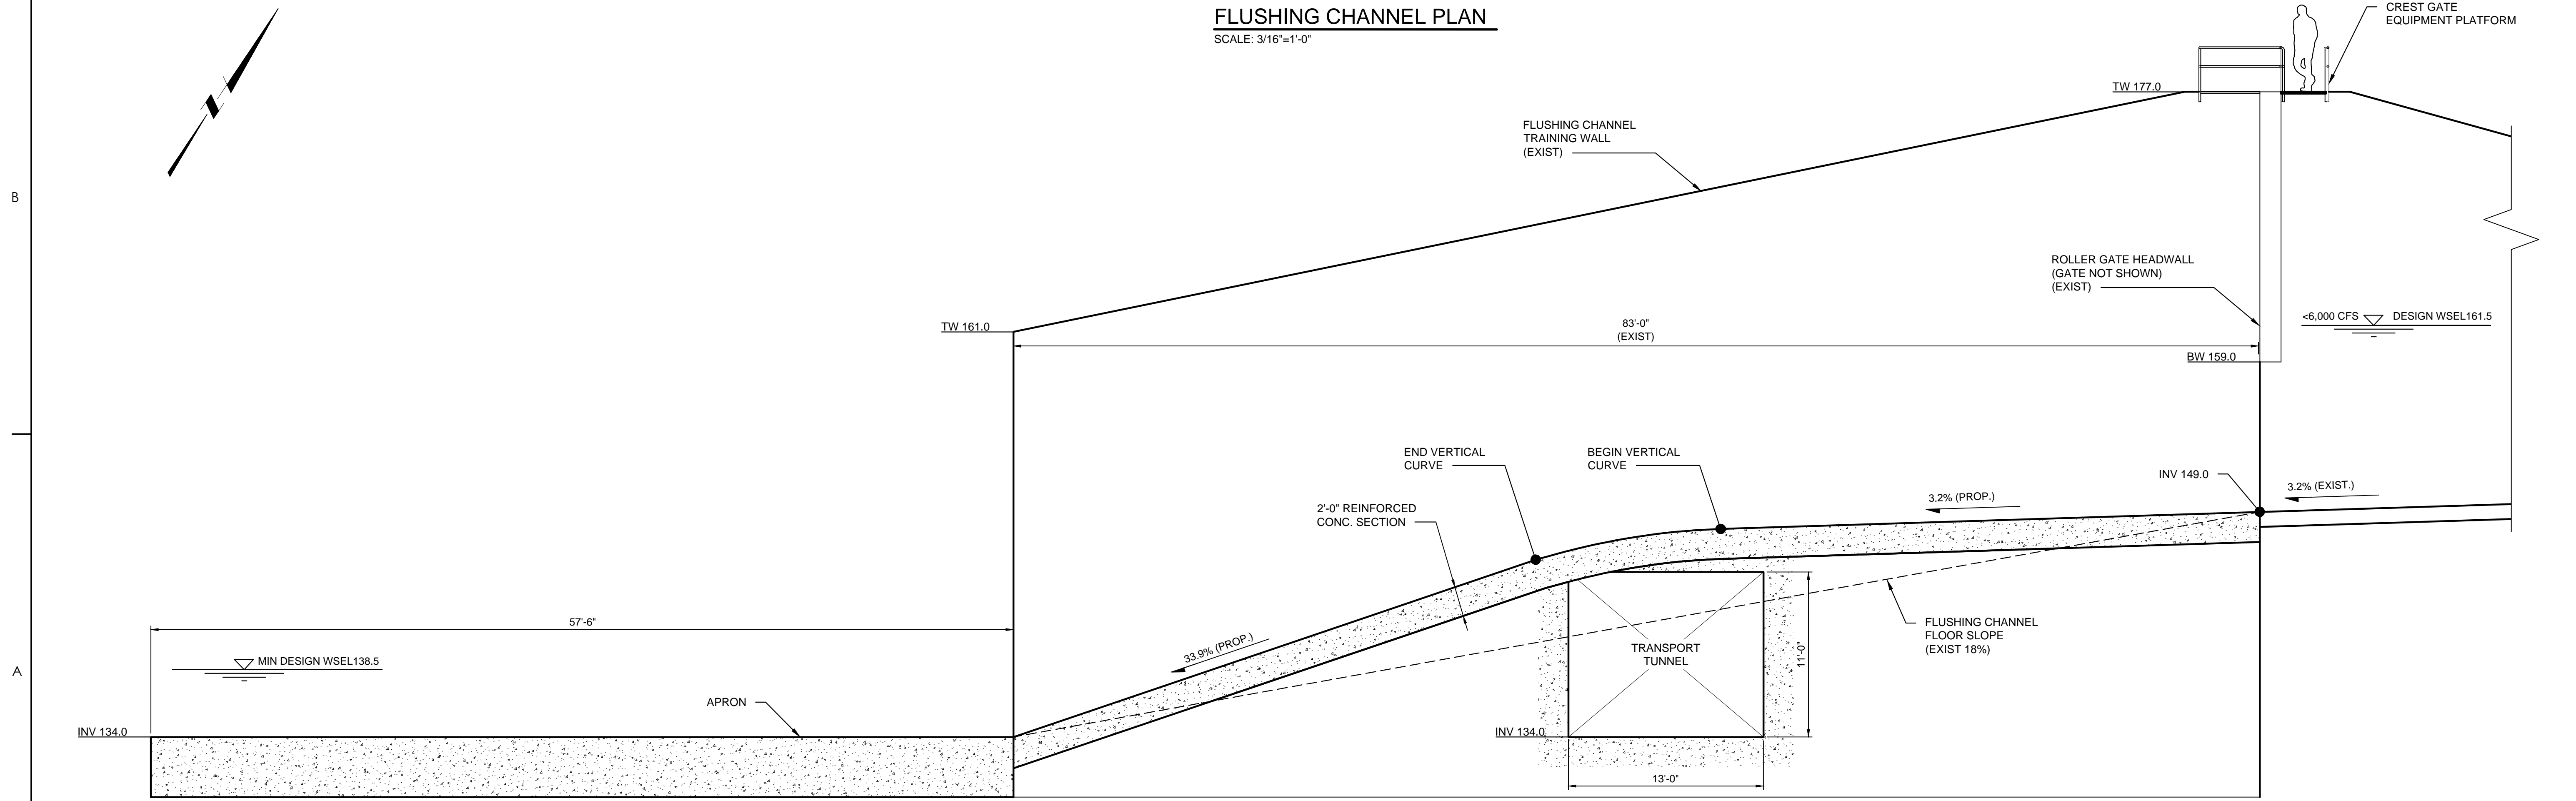 FLUSHING CHANNEL PLAN
SCALE: 3/16"=1'-0"
CREST GATE
EQUIPMENT PLATFORM
TW 177.0
FLUSHING CHANNEL
TRAINING WALL
(EXIST)
B
ROLLER GATE HEADWALL
(GATE NOT SHOWN)
(EXIST)
<6,000 CFS
DESIGN WSEL161.5
TW 161.0
83'-0"
(EXIST)
BW 159.0
END VERTICAL
CURVE
BEGIN VERTICAL
CURVE
INV 149.0
3.2% (EXIST.)
3.2% (PROP.)
2'-0" REINFORCED
CONC. SECTION
57'-6"
FLUSHING CHANNEL
FLOOR SLOPE
(EXIST 18%)
33.9% (PROP.)
TRANSPORT
TUNNEL
11'-0"
MIN DESIGN WSEL138.5
A
APRON
INV 134.0
INV 134.0
13'-0"